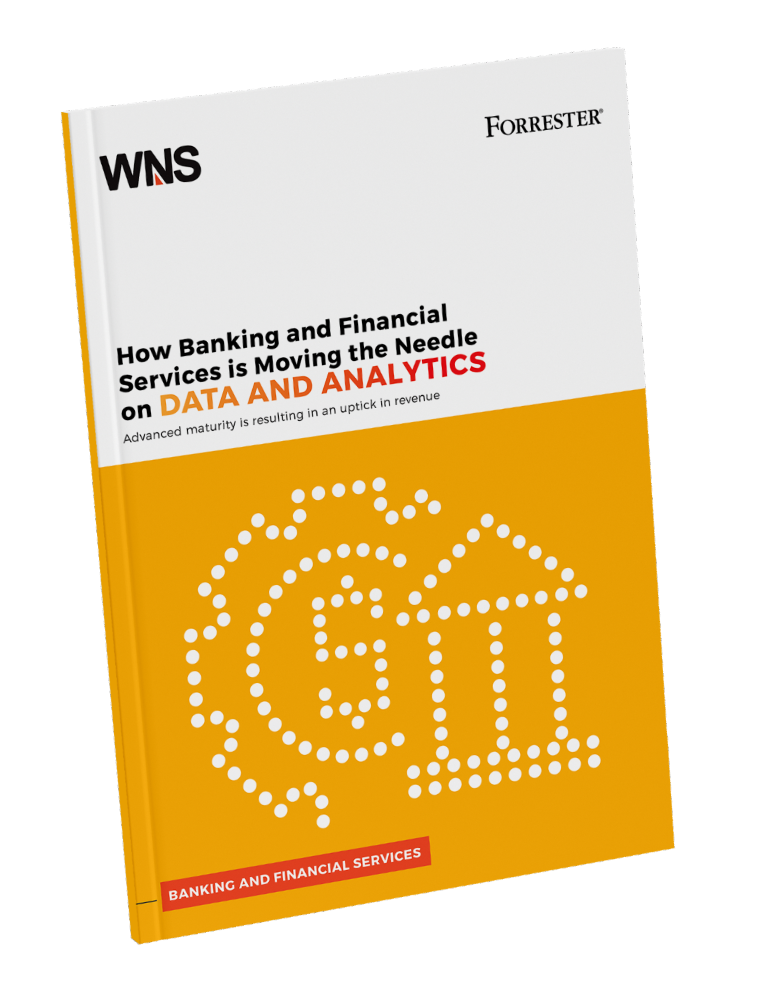 WNS
FORRESTER®
How Banking and Financial
Services is Moving the Needle
on DATA AND ANALYTICS
Advanced maturity is resulting in an uptick in revenue
$
BANKING AND FINANCIAL SERVICES